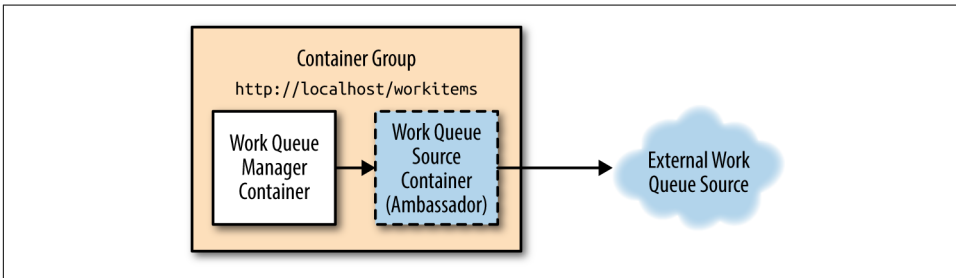 Container Group
http://localhost/workitems
Work Queue
Manager
Container
Work Queue
Source
Container
(Ambassador)
External Work
Queue Source